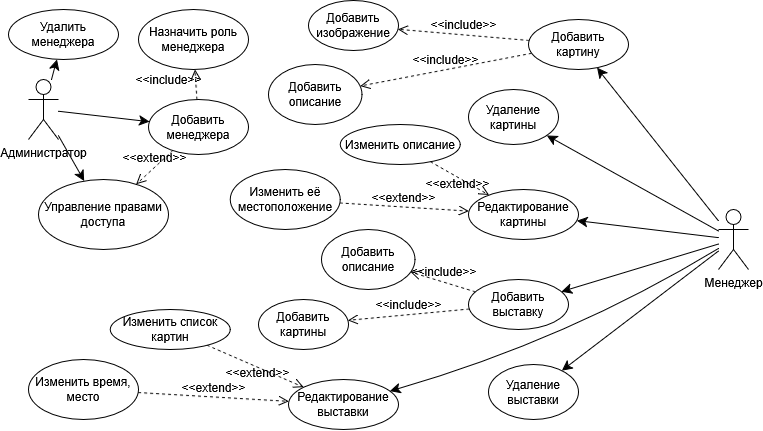 Удалить
менеджера
Назначить роль
менеджера
Добавить
изображение
<<include>>
Добавить
картину
<<include>>
<<include>>
Добавить
описание
Удаление
картины
Добавить
менеджера
Администратор
<<extend>>
Изменить описание
<<extend>>
Управление правами
доступа
Изменить её
местоположение
<<extend>>
Редактирование
картины
Добавить
описание
<<include>>
Менеджер
Добавить
выставку
<<include>>
Добавить
картины
Изменить список
картин
<<extend>>
Изменить время,
место
<<extend>>
Редактирование
выставки
Удаление
выставки